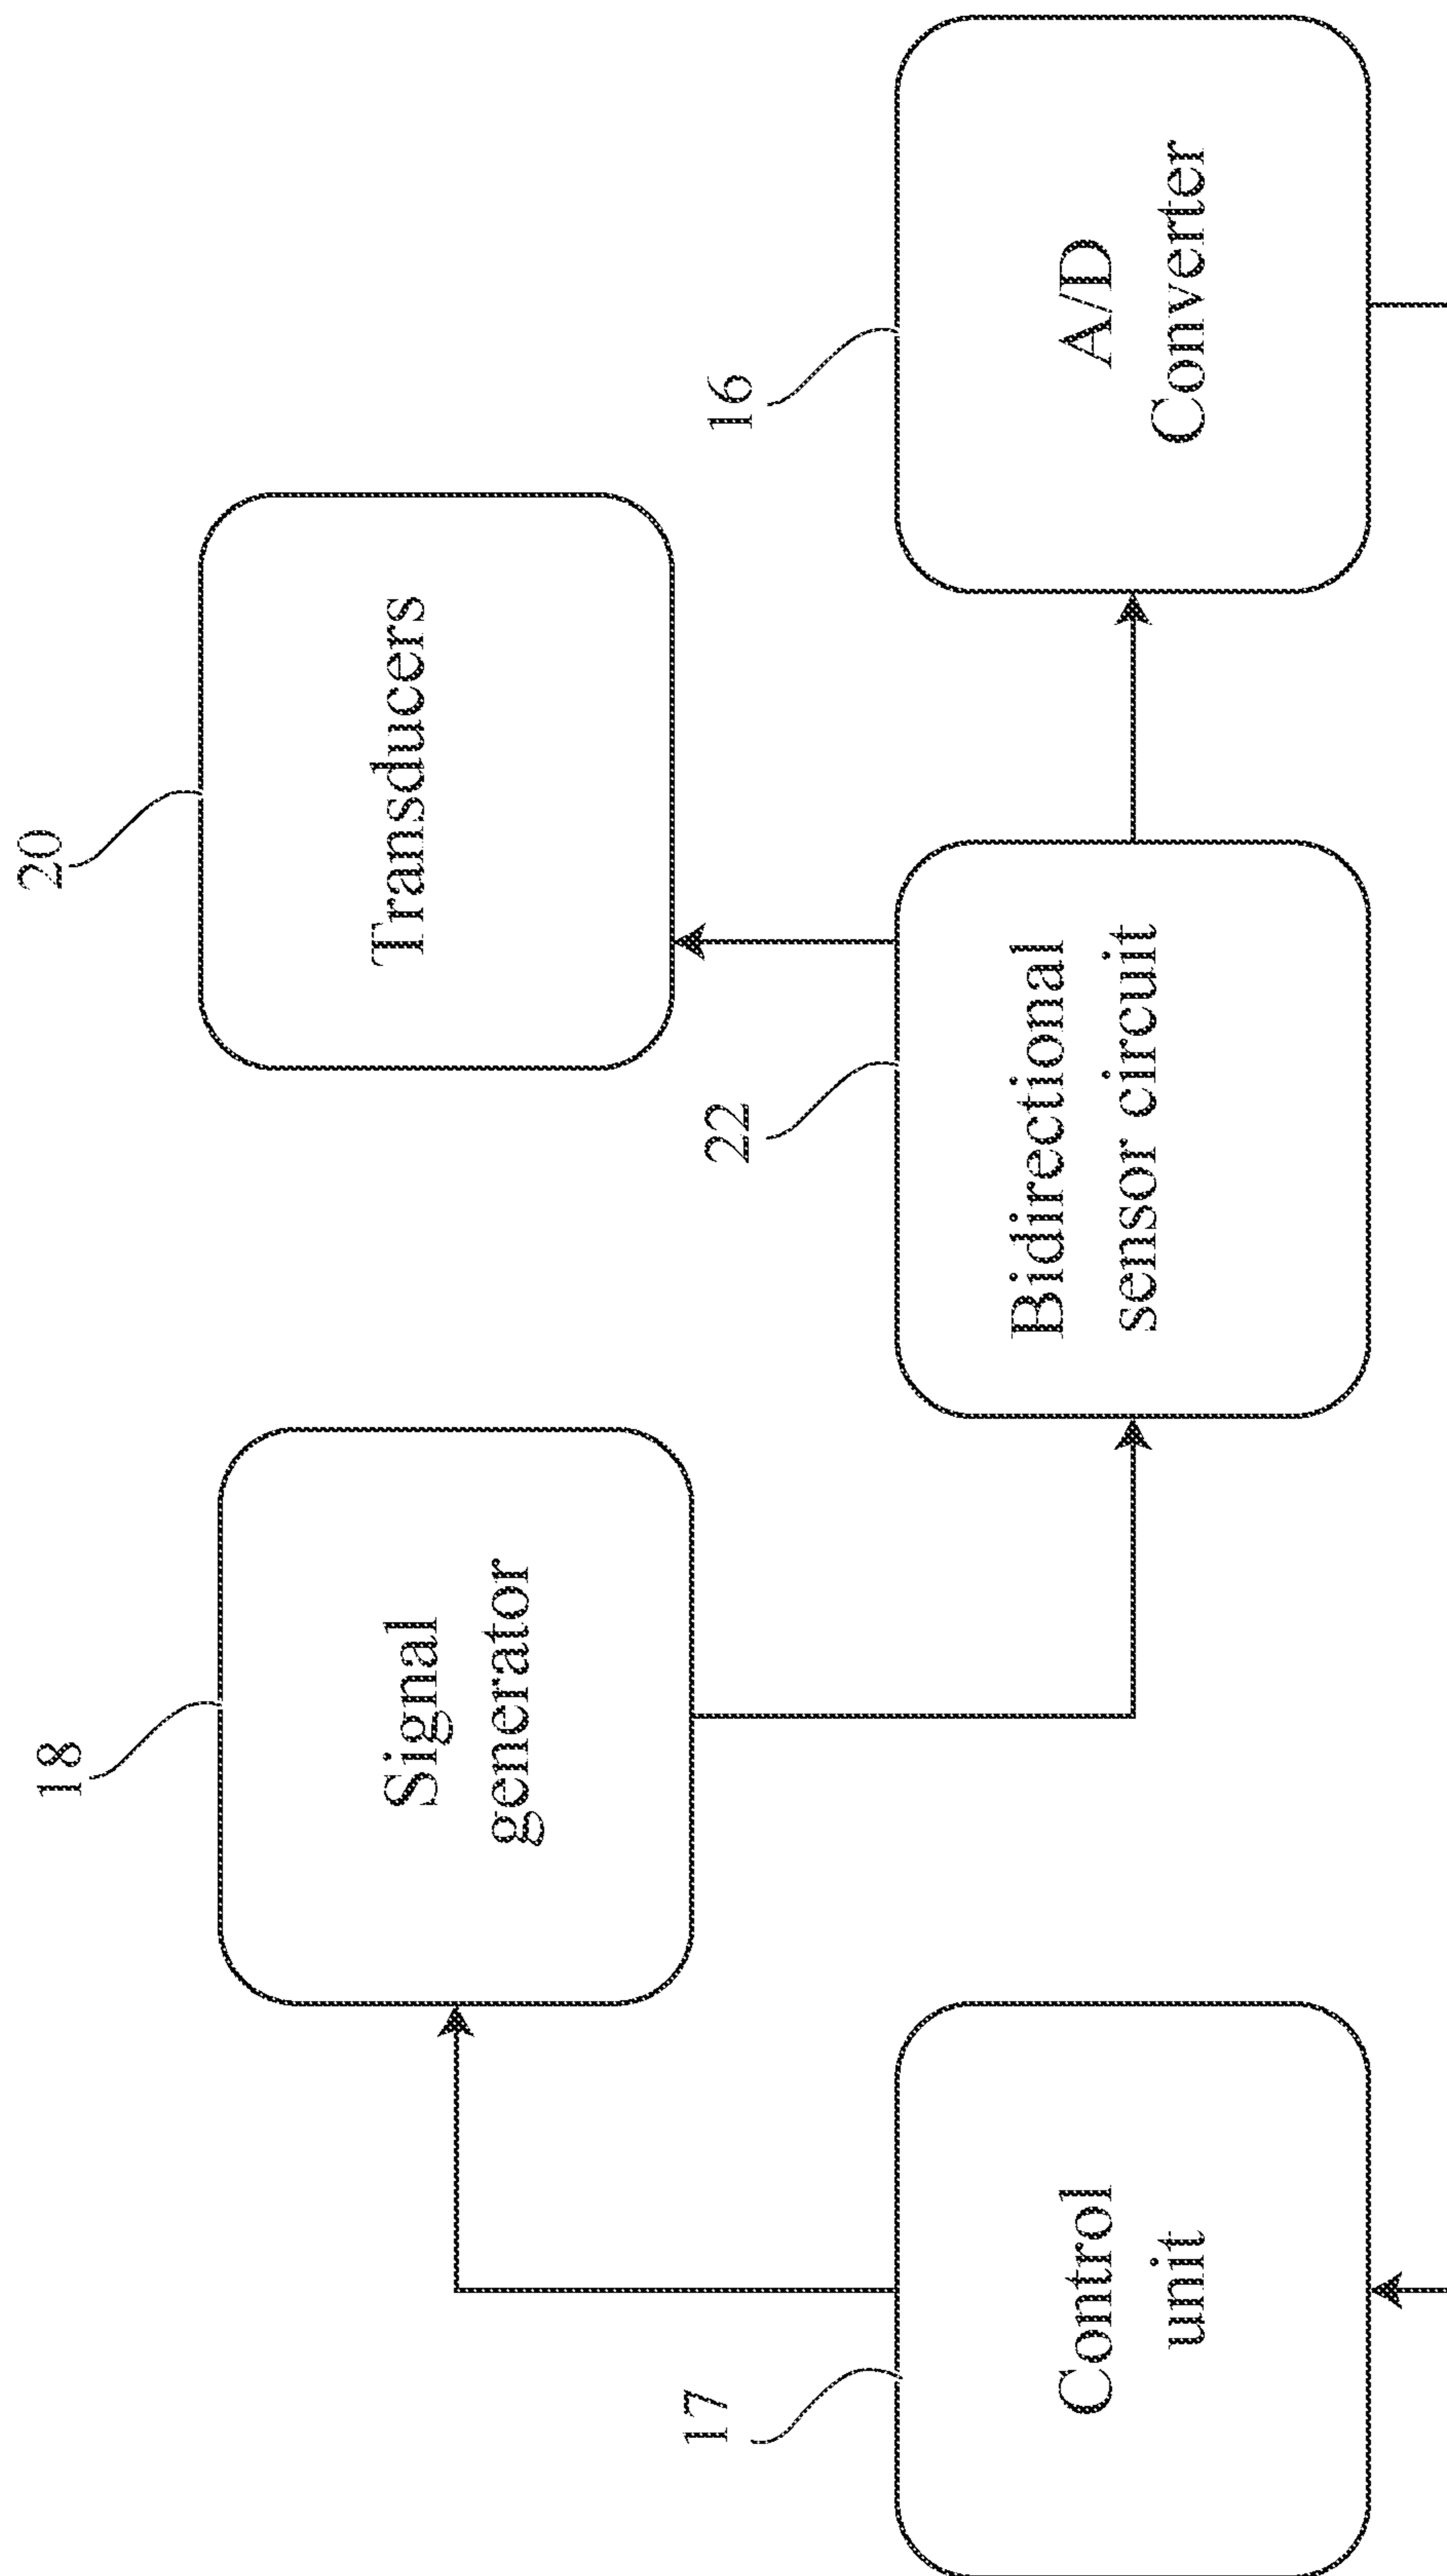 18
Signal
generator
20
Transducers
17
Control
unit
22
Bidirectional
sensor circuit
16
A/D
Converter